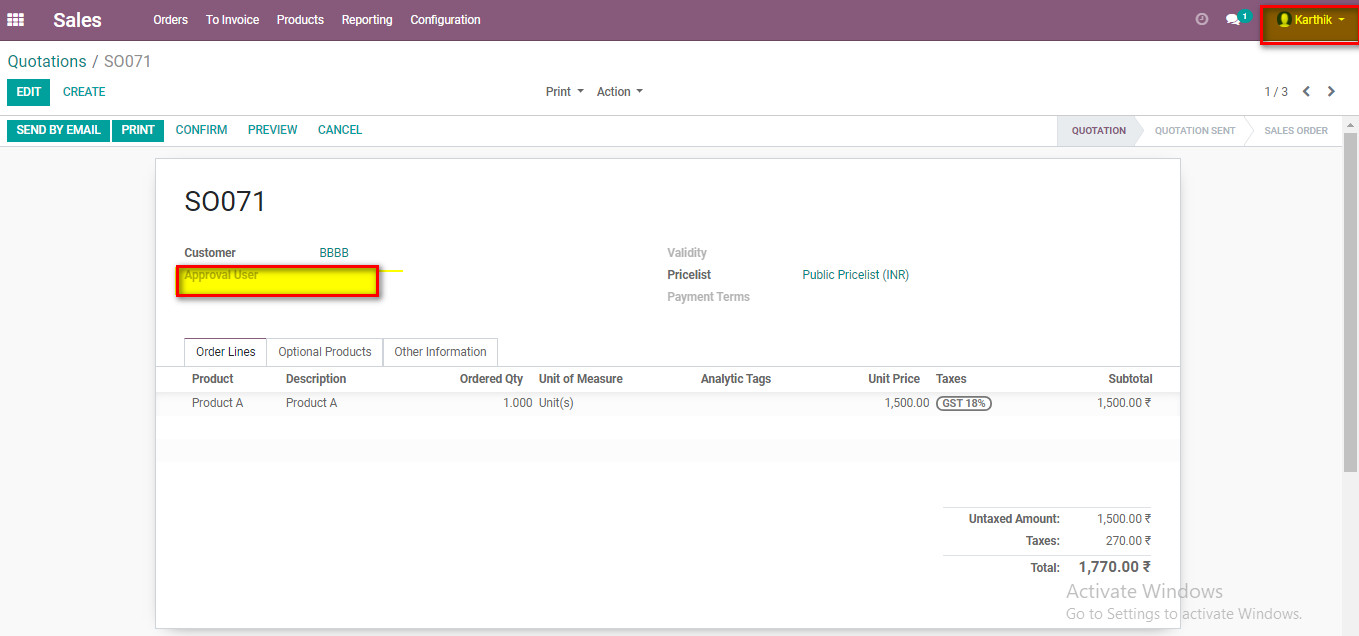 Sales Orders To Invoice Products Reporting Configuration 1 Karthik
Quotations / SO071
EDIT CREATE Print Action 1 / 3
SEND BY EMAIL PRINT CONFIRM PREVIEW CANCEL QUOTATION QUOTATION SENT SALES ORDER
SO071
Customer BBBB Validity
Approval User Pricelist Public Pricelist (INR)
Payment Terms
Order Lines Optional Products Other Information
Product Description Ordered Qty Unit of Measure Analytic Tags Unit Price Taxes Subtotal
Product A Product A 1.000 Unit(s) 1,500.00 GST 18% 1,500.00 ₹
Untaxed Amount: 1,500.00 ₹
Taxes: 270.00 ₹
Total: 1,770.00 ₹
Activate Windows
Go to Settings to activate Windows.